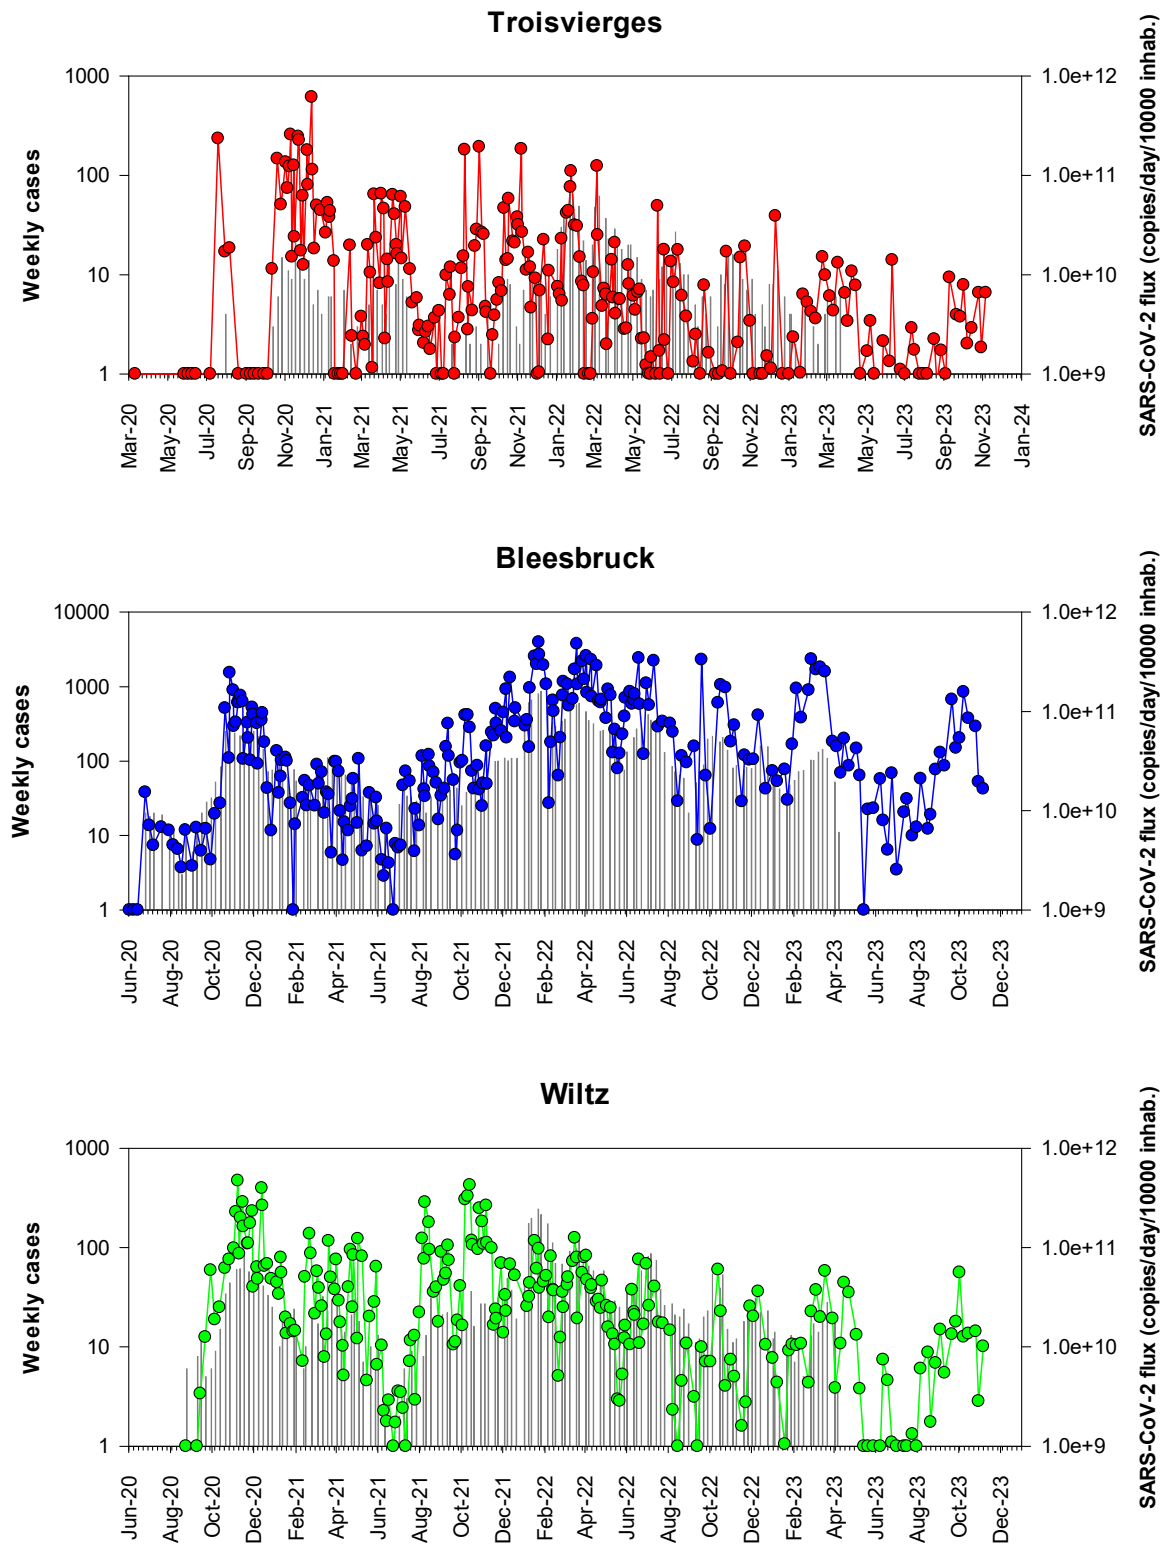 Troisvierges
Weekly cases
SARS-CoV-2 flux (copies/day/10000 inhab.)
1000
100
10
1
1.0e+12
1.0e+11
1.0e+10
1.0e+9
Mar-20
May-20
Jul-20
Sep-20
Nov-20
Jan-21
Mar-21
May-21
Jul-21
Sep-21
Nov-21
Jan-22
Mar-22
May-22
Jul-22
Sep-22
Nov-22
Jan-23
Mar-23
May-23
Jul-23
Sep-23
Nov-23
Jan-24
Bleesbruck
Weekly cases
SARS-CoV-2 flux (copies/day/10000 inhab.)
10000
1000
100
10
1
1.0e+12
1.0e+11
1.0e+10
1.0e+9
Jun-20
Aug-20
Oct-20
Dec-20
Feb-21
Apr-21
Jun-21
Aug-21
Oct-21
Dec-21
Feb-22
Apr-22
Jun-22
Aug-22
Oct-22
Dec-22
Feb-23
Apr-23
Jun-23
Aug-23
Oct-23
Dec-23
Wiltz
Weekly cases
SARS-CoV-2 flux (copies/day/10000 inhab.)
1000
100
10
1
1.0e+12
1.0e+11
1.0e+10
1.0e+9
Jun-20
Aug-20
Oct-20
Dec-20
Feb-21
Apr-21
Jun-21
Aug-21
Oct-21
Dec-21
Feb-22
Apr-22
Jun-22
Aug-22
Oct-22
Dec-22
Feb-23
Apr-23
Jun-23
Aug-23
Oct-23
Dec-23